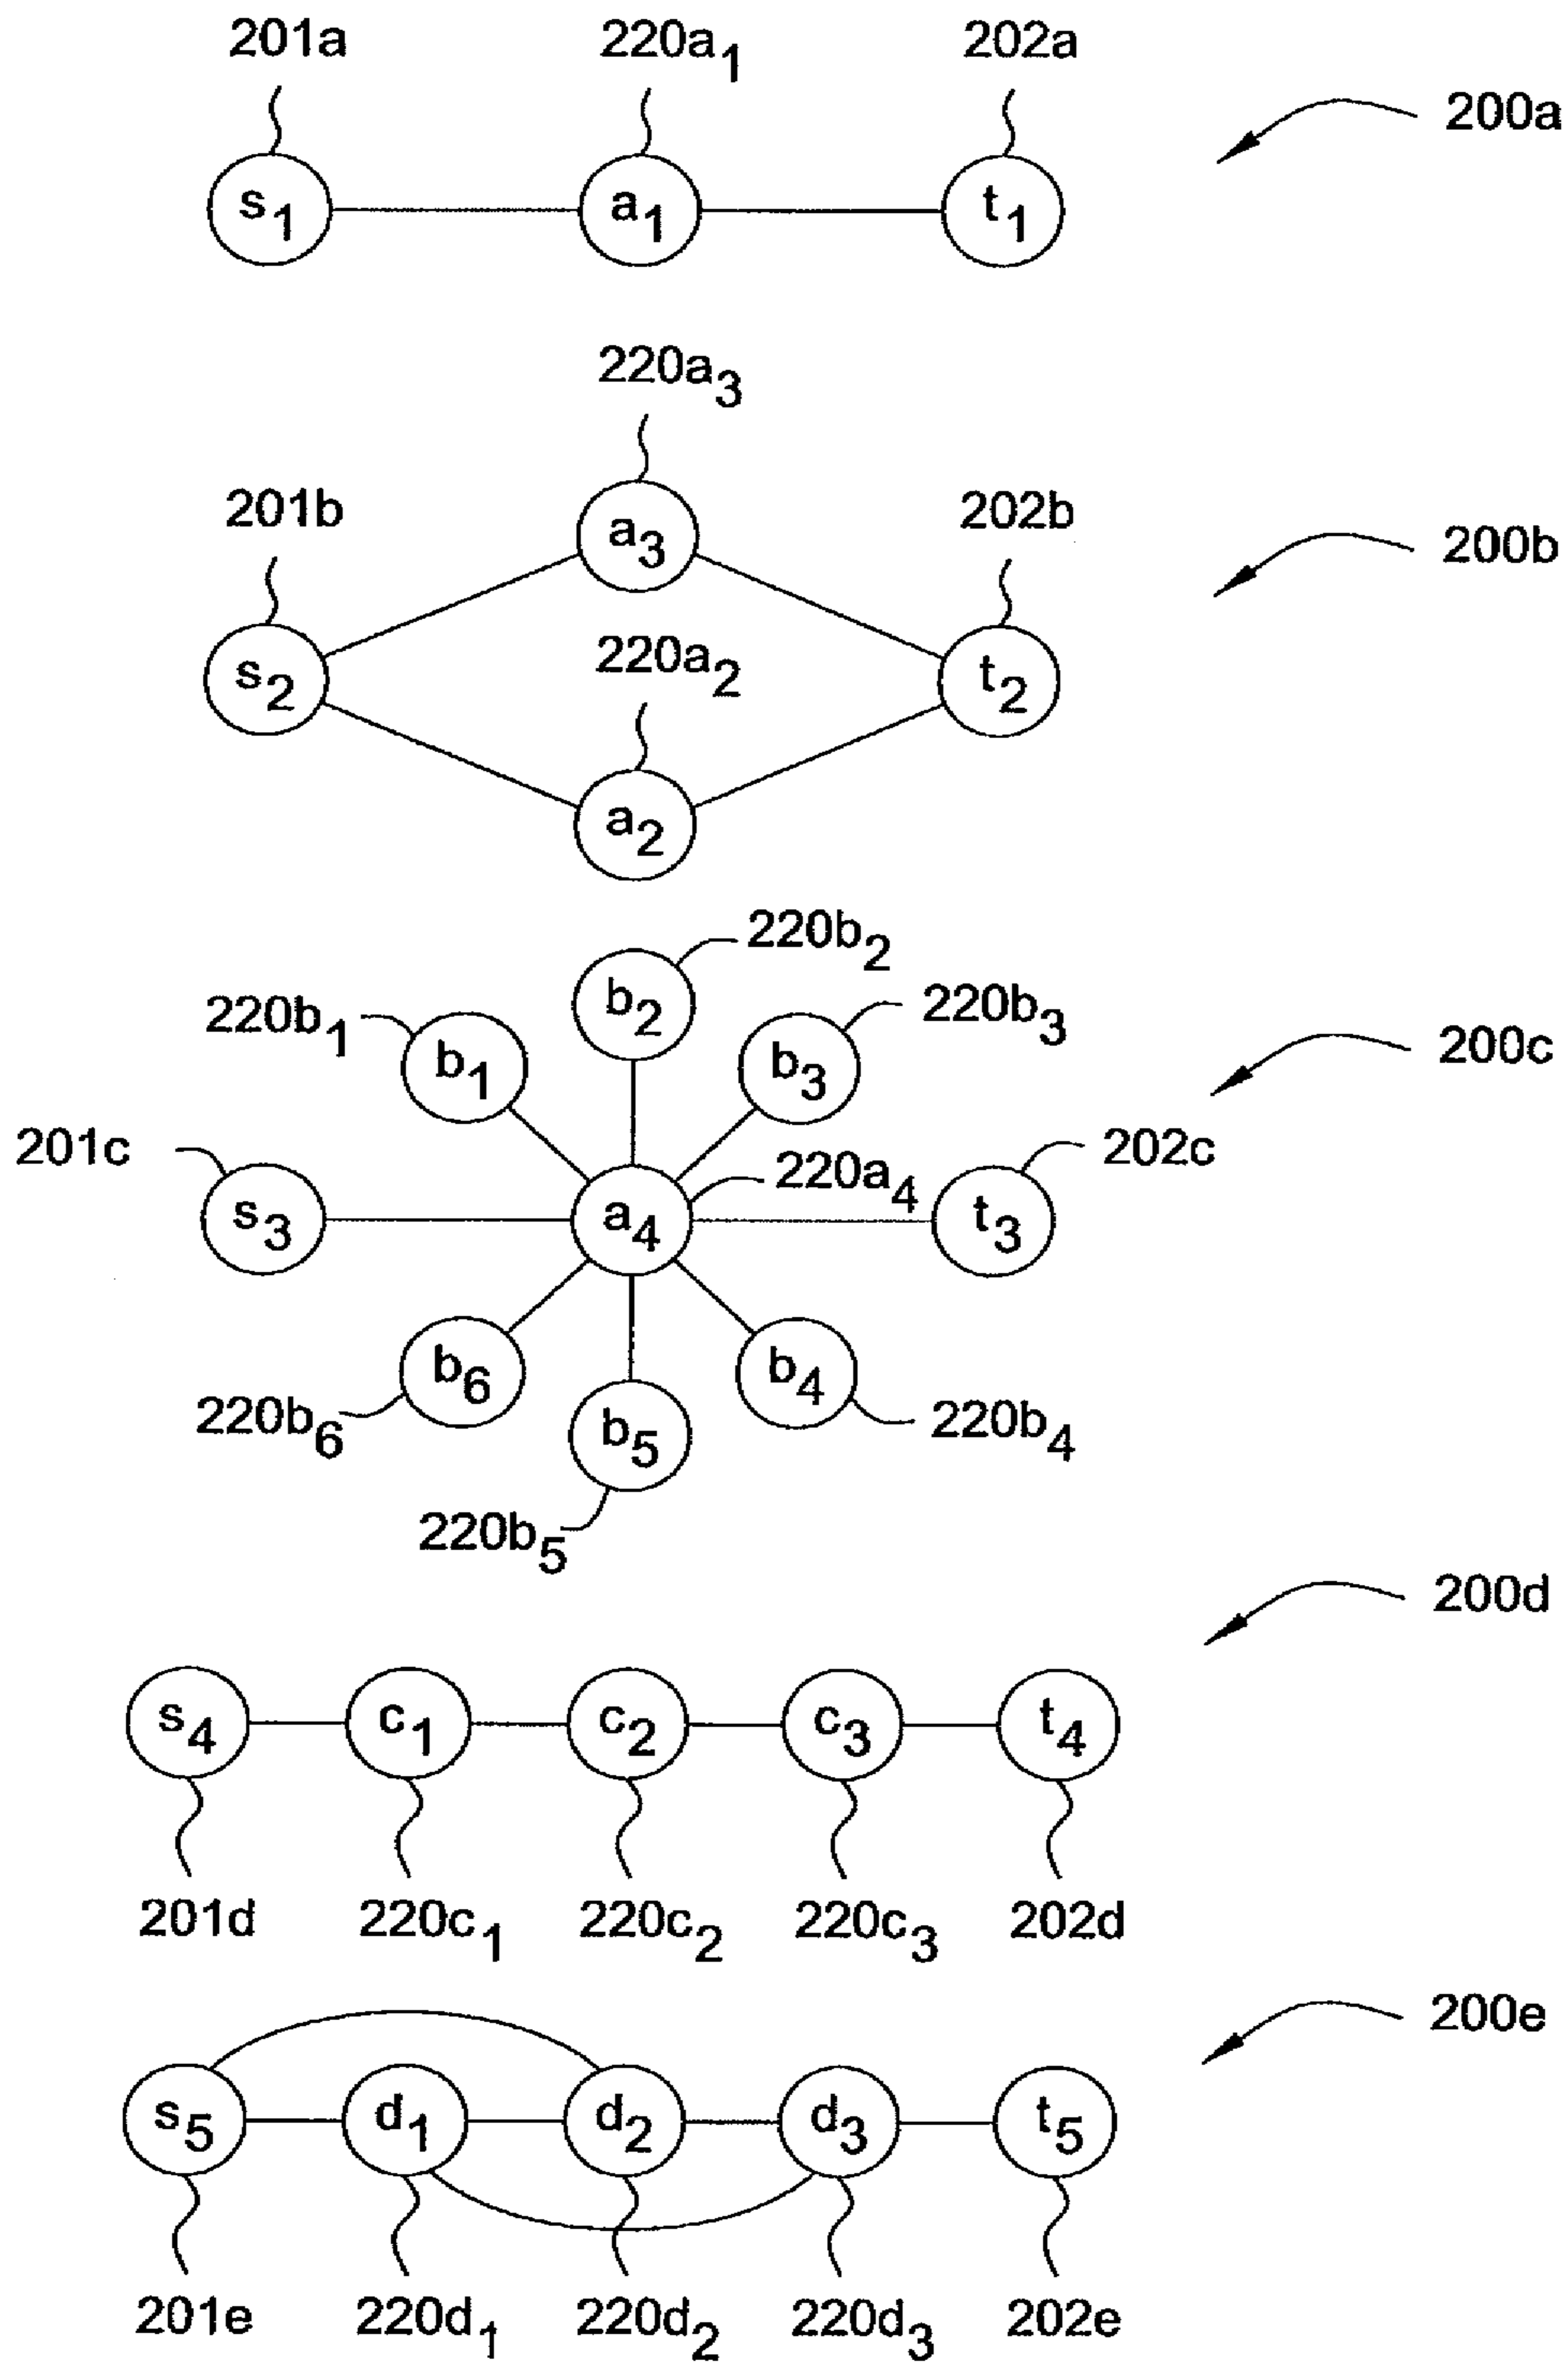 201a 220a1 202a
200a
s1 a1 t1
220a3
201b 202b
200b
a3
220a2
s2 t2
a2
220b2
b2
220b1 220b3
200c
b1 b3
201c 202c
220a4
s3 a4 t3
b6 b4
220b6 b5 220b4
220b5
200d
s4 c1 c2 c3 t4
201d 220c1 220c2 220c3 202d
200e
s5 d1 d2 d3 t5
201e 220d1 220d2 220d3 202e